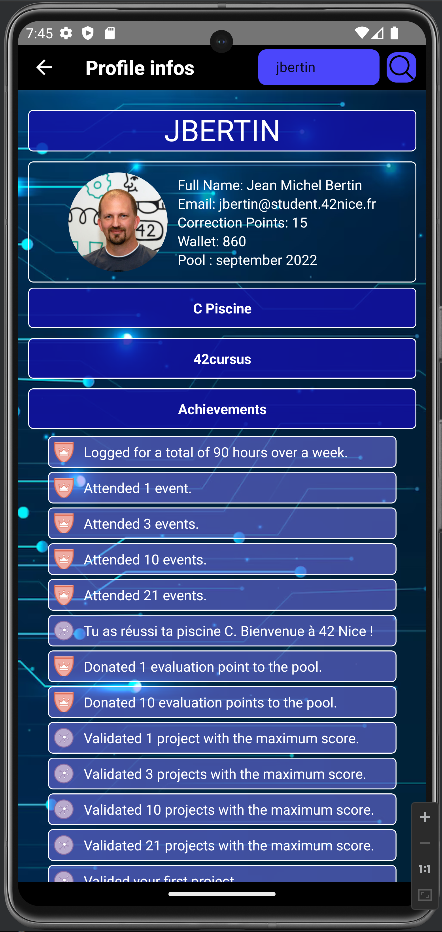 7:45
Profile infos
jbertin
JBERTIN
42
Full Name: Jean Michel Bertin
Email: jbertin@student.42nice.fr
Correction Points: 15
Wallet: 860
Pool : september 2022
C Piscine
42cursus
Achievements
Logged for a total of 90 hours over a week.
Attended 1 event.
Attended 3 events.
Attended 10 events.
Attended 21 events.
Tu as réussi ta piscine C. Bienvenue à 42 Nice !
Donated 1 evaluation point to the pool.
Donated 10 evaluation points to the pool.
Validated 1 project with the maximum score.
Validated 3 projects with the maximum score.
Validated 10 projects with the maximum score.
Validated 21 projects with the maximum score.
Valided your first project
1:1